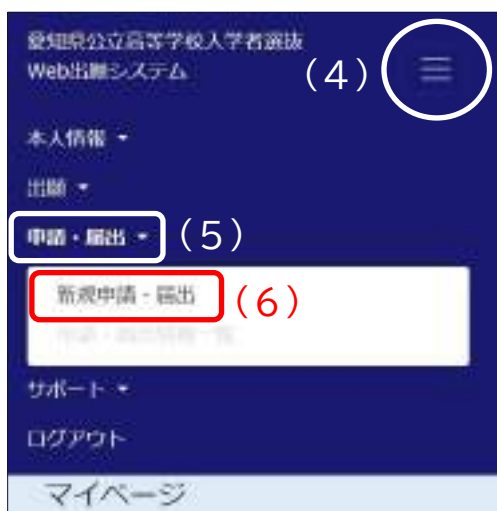 愛知県公立高等学校入学者選抜
Web出願システム
(4)
本人情報
出願
申請・届出
(5)
新規申請・届出
(6)
サポート
ログアウト
マイページ